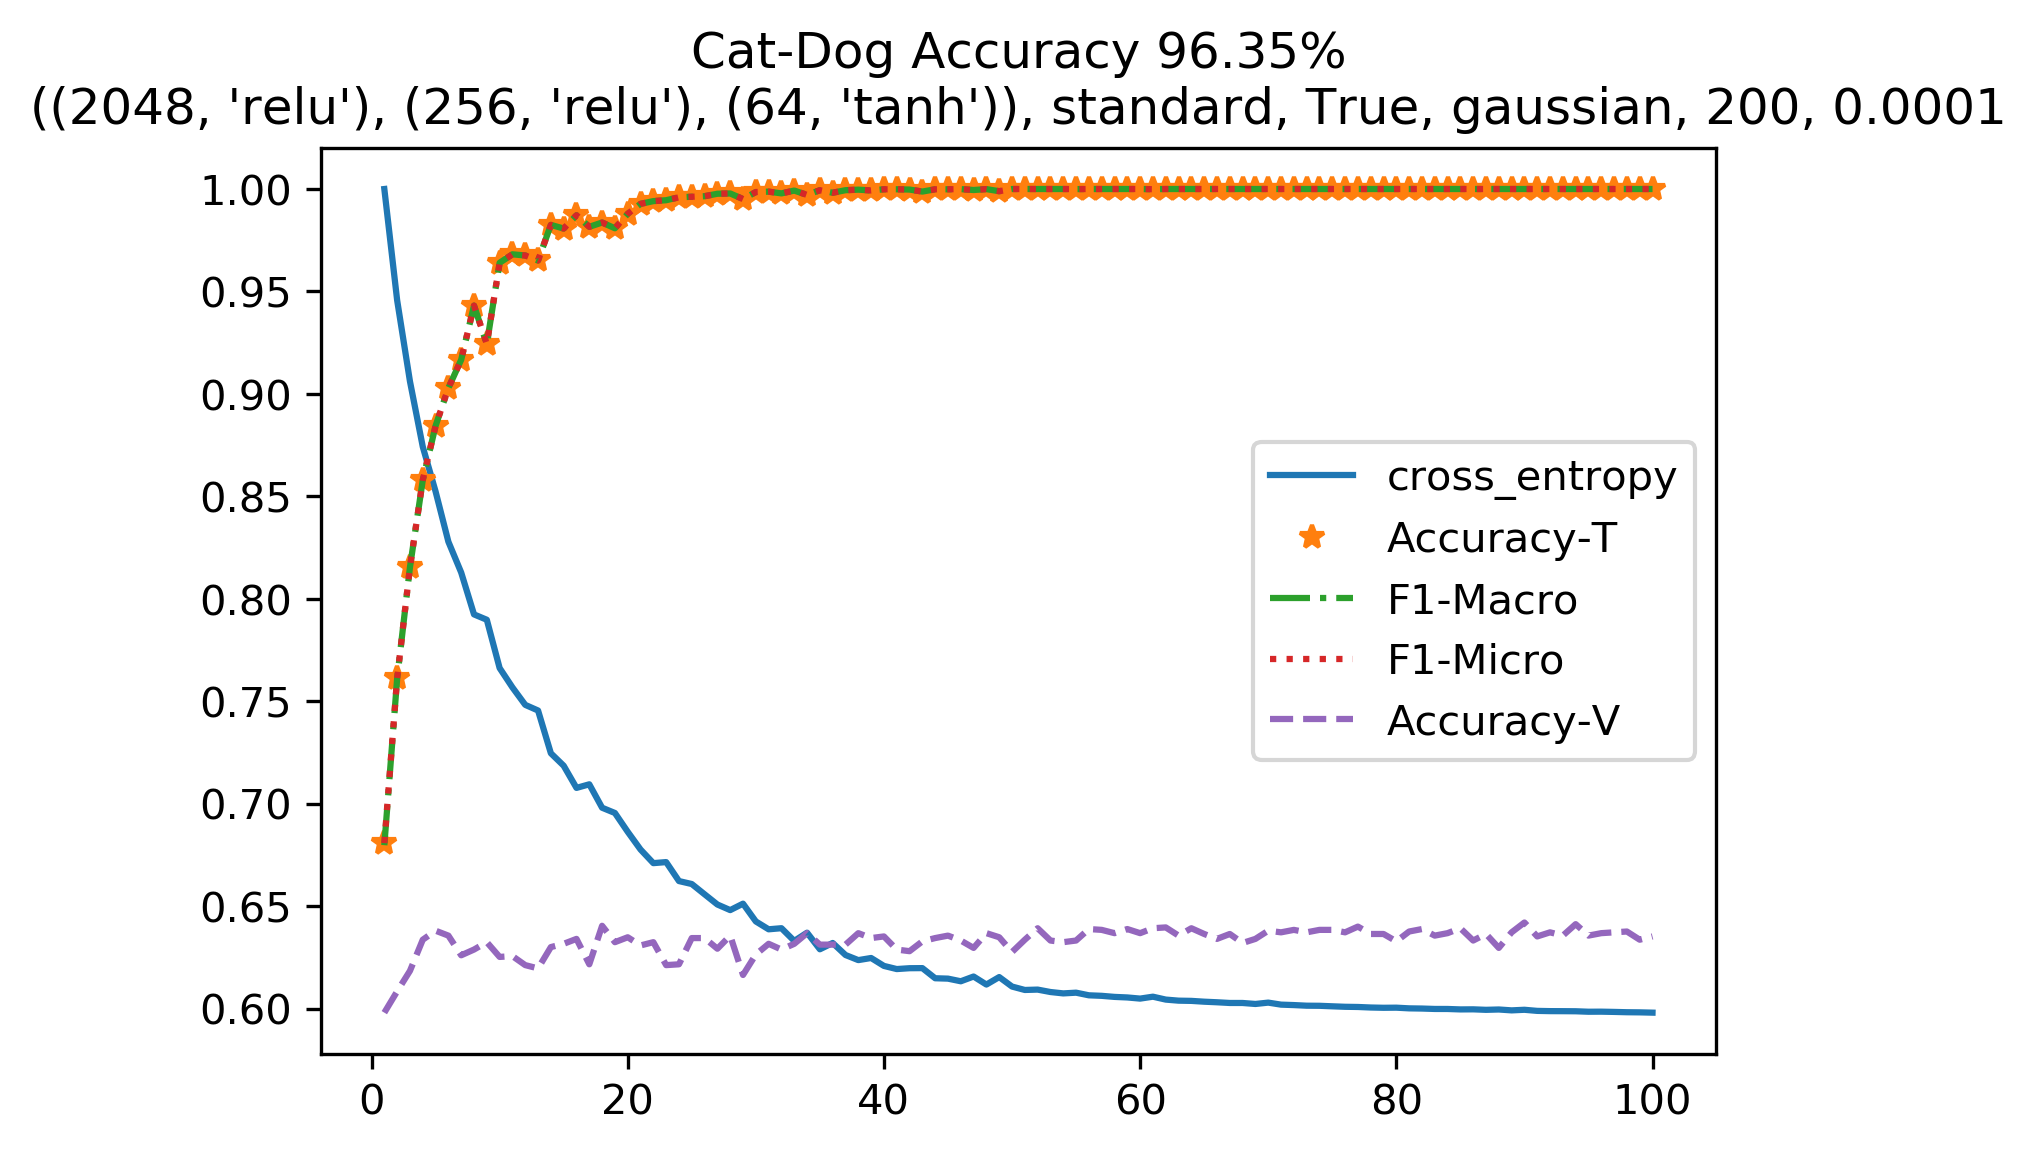 Cat-Dog Accuracy 96.35%
((2048, 'relu'), (256, 'relu'), (64, 'tanh')), standard, True, gaussian, 200, 0.0001
1.00
0.95
0.90
0.85
0.80
0.75
0.70
0.65
0.60
cross_entropy
Accuracy-T
F1-Macro
F1-Micro
Accuracy-V
0 20 40 60 80 100